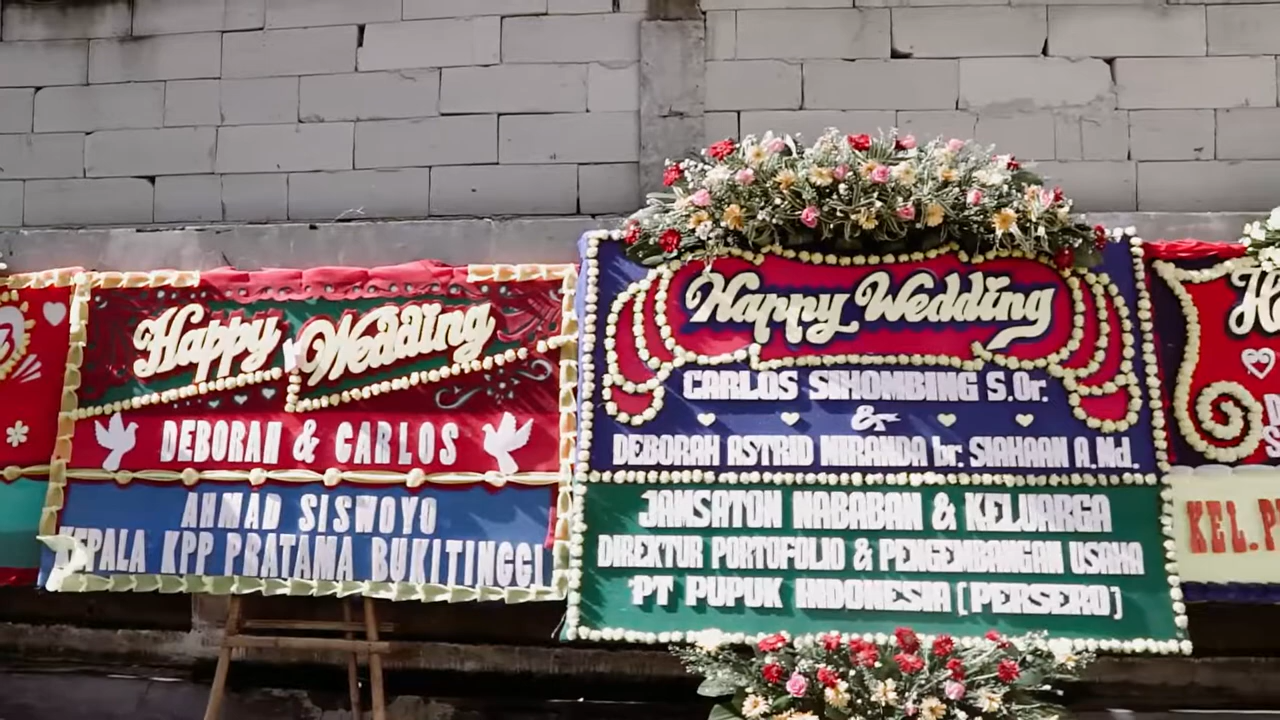 Happy Wedding
DEBORAH & CARLOS
AHMAD SISWOYO
KEPALA KPP PRATAMA BUKITINGGI
Happy Wedding
CARLOS SIHOMBING S.Or.
&
DEBORAH ASTRID MIRANDA br. SIAHAAN A.Md.
JAMSATON NABABAN & KELUARGA
DIREKTUR PORTOFOLIO & PENGEMBANGAN USAHA
PT PUPUK INDONESIA (PERSERO)
KEL.